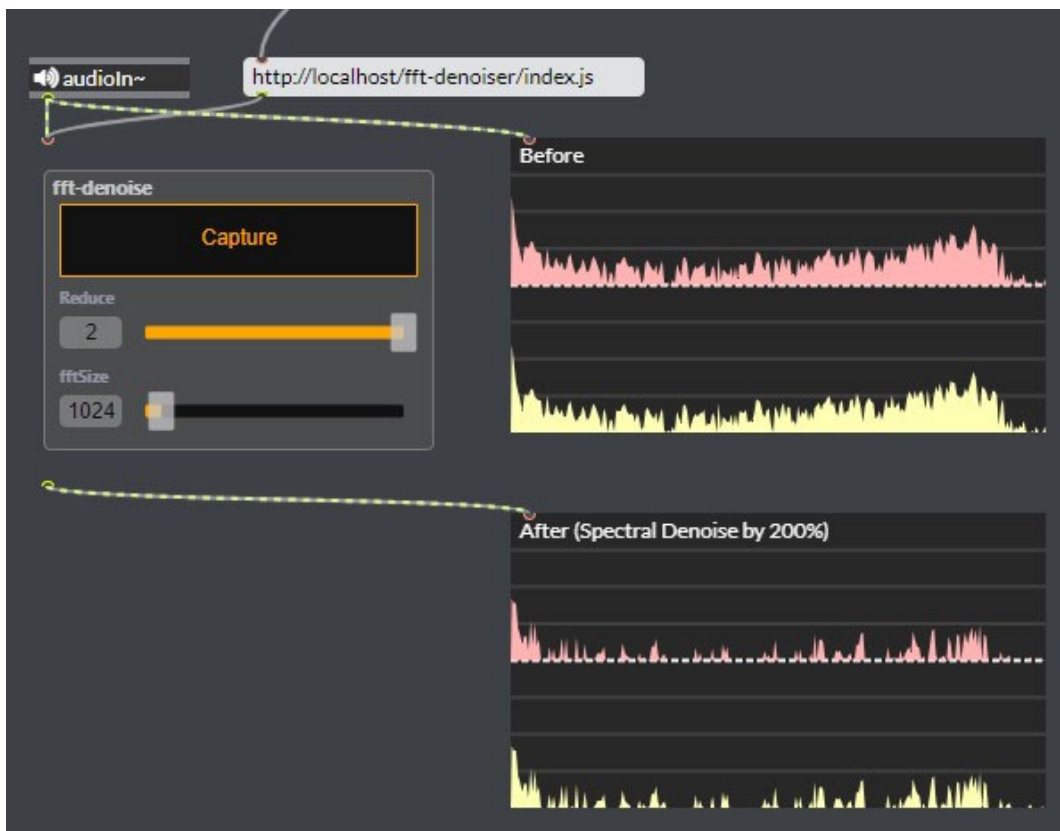 audioIn~
http://localhost/fft-denoiser/index.js
Before
fft-denoise
Capture
Reduce
2
fftSize
1024
After (Spectral Denoise by 200%)